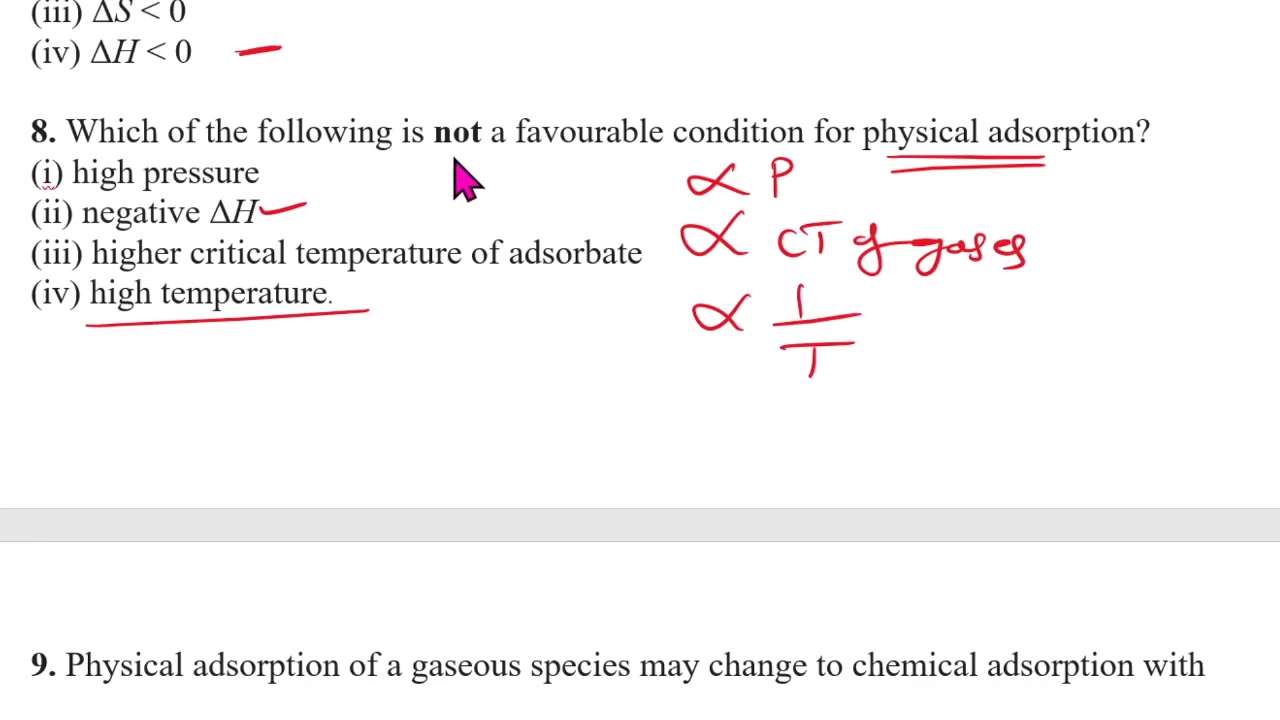 (iii) ΔS < 0
(iv) ΔH < 0
8. Which of the following is not a favourable condition for physical adsorption?
(i) high pressure
∝ P
(ii) negative ΔH
∝ CT of gases
(iii) higher critical temperature of adsorbate
(iv) high temperature.
∝ 1/T
9. Physical adsorption of a gaseous species may change to chemical adsorption with